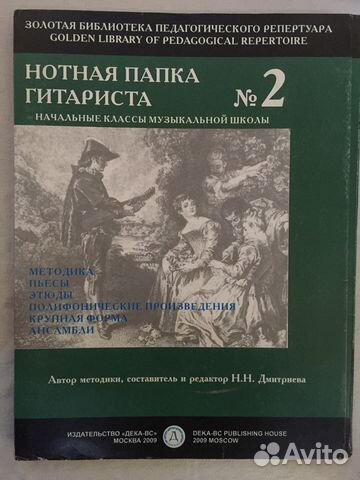 ЗОЛОТАЯ БИБЛИОТЕКА ПЕДАГОГИЧЕСКОГО РЕПЕРТУАРА
GOLDEN LIBRARY OF PEDAGOGICAL REPERTOIRE
НОТНАЯ ПАПКА
ГИТАРИСТА № 2
НАЧАЛЬНЫЕ КЛАССЫ МУЗЫКАЛЬНОЙ ШКОЛЫ
МЕТОДИКА
ПЬЕСЫ
ЭТЮДЫ
ПОЛИФОНИЧЕСКИЕ ПРОИЗВЕДЕНИЯ
КРУПНАЯ ФОРМА
АНСАМБЛИ
Автор методики, составитель и редактор Н.Н. Дмитриева
ИЗДАТЕЛЬСТВО «ДЕКА-ВС»
МОСКВА 2009
Д
DEKA-BC PUBLISHING HOUSE
2009 MOSCOW
Avito